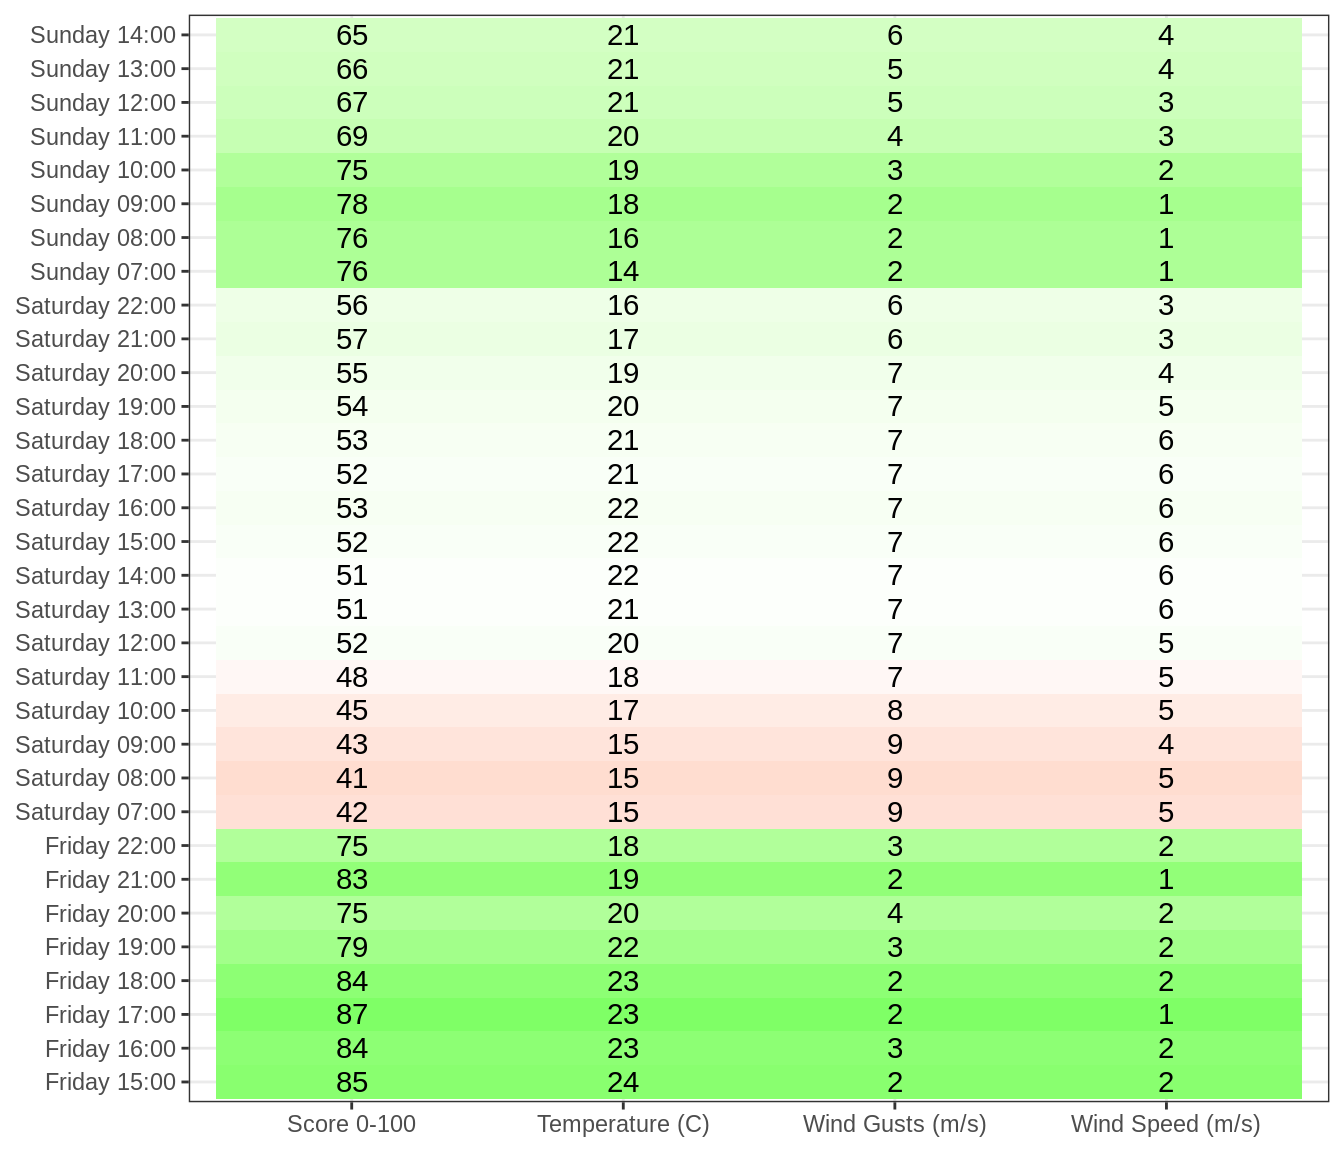 Sunday 14:00 65 21 6 4
Sunday 13:00 66 21 5 4
Sunday 12:00 67 21 5 3
Sunday 11:00 69 20 4 3
Sunday 10:00 75 19 3 2
Sunday 09:00 78 18 2 1
Sunday 08:00 76 16 2 1
Sunday 07:00 76 14 2 1
Saturday 22:00 56 16 6 3
Saturday 21:00 57 17 6 3
Saturday 20:00 55 19 7 4
Saturday 19:00 54 20 7 5
Saturday 18:00 53 21 7 6
Saturday 17:00 52 21 7 6
Saturday 16:00 53 22 7 6
Saturday 15:00 52 22 7 6
Saturday 14:00 51 22 7 6
Saturday 13:00 51 21 7 6
Saturday 12:00 52 20 7 5
Saturday 11:00 48 18 7 5
Saturday 10:00 45 17 8 5
Saturday 09:00 43 15 9 4
Saturday 08:00 41 15 9 5
Saturday 07:00 42 15 9 5
Friday 22:00 75 18 3 2
Friday 21:00 83 19 2 1
Friday 20:00 75 20 4 2
Friday 19:00 79 22 3 2
Friday 18:00 84 23 2 2
Friday 17:00 87 23 2 1
Friday 16:00 84 23 3 2
Friday 15:00 85 24 2 2
Score 0-100 Temperature (C) Wind Gusts (m/s) Wind Speed (m/s)